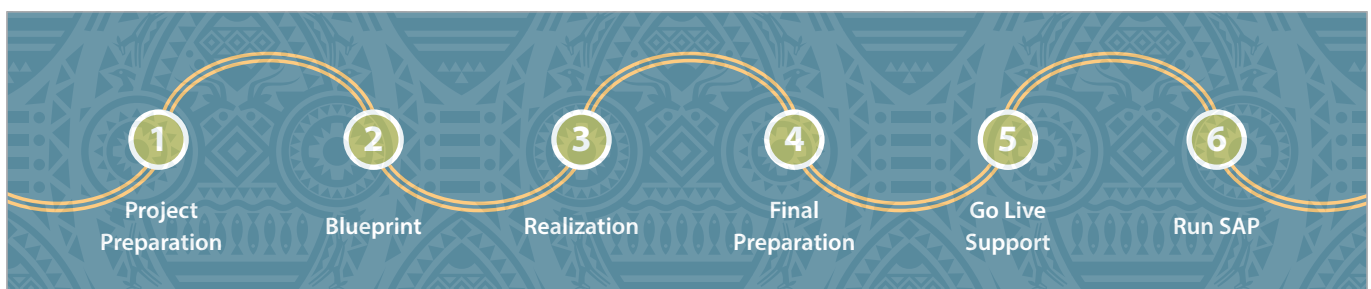 1
Project
Preparation
2
Blueprint
3
Realization
4
Final
Preparation
5
Go Live
Support
6
Run SAP